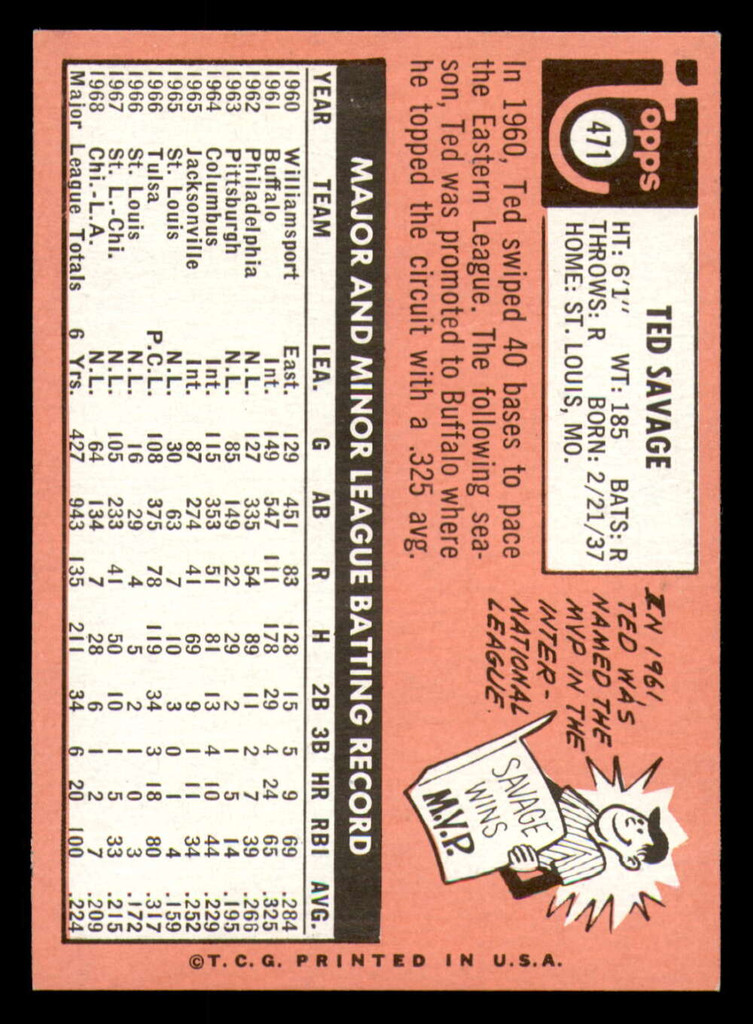 Topps
471
TED SAVAGE
HT: 6'1" WT: 185 BATS: R
THROWS: R BORN: 2/21/37
HOME: ST. LOUIS, MO.
In 1960, Ted swiped 40 bases to pace
the Eastern League. The following sea-
son, Ted was promoted to Buffalo where
he topped the circuit with a .325 avg.
IN 1961,
TED WAS
NAMED THE
MVP IN THE
INTER-
NATIONAL
LEAGUE.
SAVAGE
WINS
M.V.P.
MAJOR AND MINOR LEAGUE BATTING RECORD
YEAR TEAM LEA. G AB R H 2B 3B HR RBI AVG.
1960 Williamsport East. 129 451 83 128 15 5 9 69 .284
1961 Buffalo Int. 149 547 111 178 29 4 24 65 .325
1962 Philadelphia N.L. 127 335 54 89 11 2 7 39 .266
1963 Pittsburgh N.L. 85 149 22 29 2 1 5 14 .195
1964 Columbus Int. 115 353 51 81 13 4 10 44 .229
1965 Jacksonville Int. 87 274 41 69 9 1 11 34 .252
1965 St. Louis N.L. 30 63 7 10 3 0 1 4 .159
1966 Tulsa P.C.L. 108 375 78 119 34 3 18 80 .317
1966 St. Louis N.L. 16 29 4 5 2 1 0 3 .172
1967 St. L.-Chi. N.L. 105 233 41 50 10 1 5 33 .215
1968 Chi.-L.A. N.L. 64 134 7 28 6 1 2 7 .209
Major League Totals 6 Yrs. 427 943 135 211 34 6 20 100 .224
©T.C.G. PRINTED IN U.S.A.